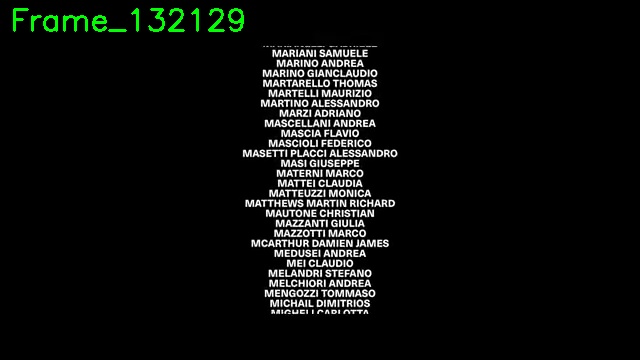 Frame_132129
MARIANI SAMUELE
MARINO ANDREA
MARINO GIANCLAUDIO
MARTARELLO THOMAS
MARTELLI MAURIZIO
MARTINO ALESSANDRO
MARZI ADRIANO
MASCELLANI ANDREA
MASCIA FLAVIO
MASCIOLI FEDERICO
MASETTI PLACCI ALESSANDRO
MASI GIUSEPPE
MATERNI MARCO
MATTEI CLAUDIA
MATTEUZZI MONICA
MATTHEWS MARTIN RICHARD
MAUTONE CHRISTIAN
MAZZANTI GIULIA
MAZZOTTI MARCO
MCARTHUR DAMIEN JAMES
MEDUSEI ANDREA
MEI CLAUDIO
MELANDRI STEFANO
MELCHIORI ANDREA
MENGOZZI TOMMASO
MICHAIL DIMITRIOS
MIGHELI CARLOTTA